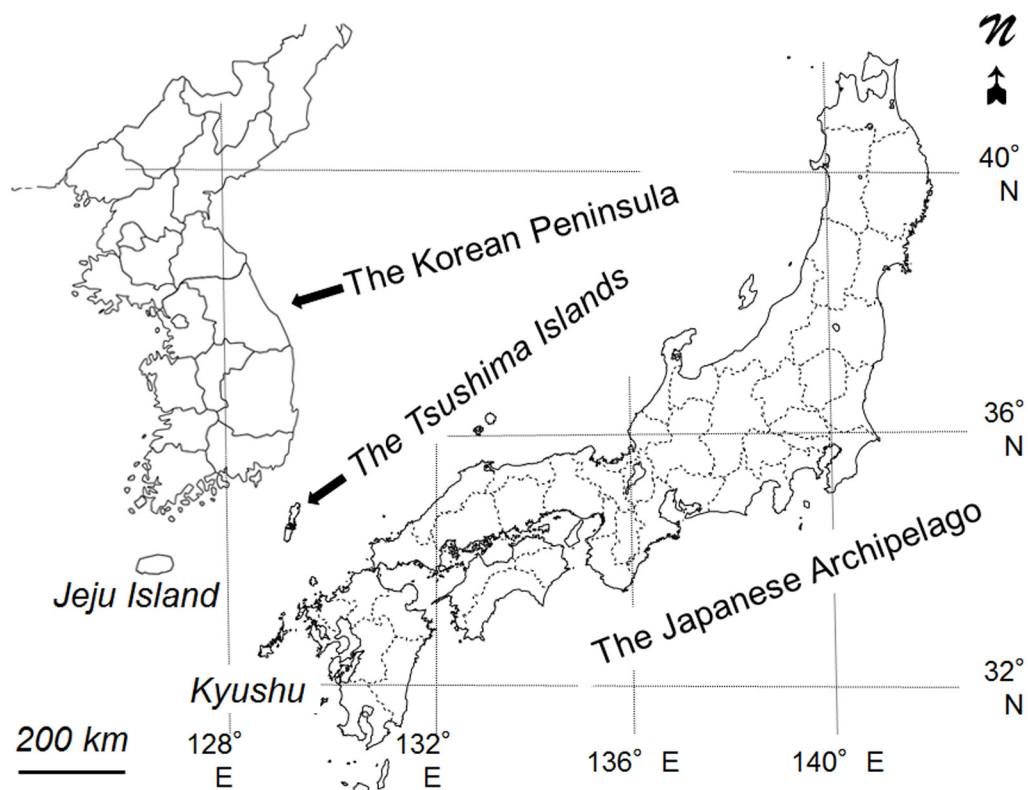 n
40°
N
The Korean Peninsula
The Tsushima Islands
36°
N
The Japanese Archipelago
Jeju Island
Kyushu
32°
N
200 km
128°
E
132°
E
136° E
140° E